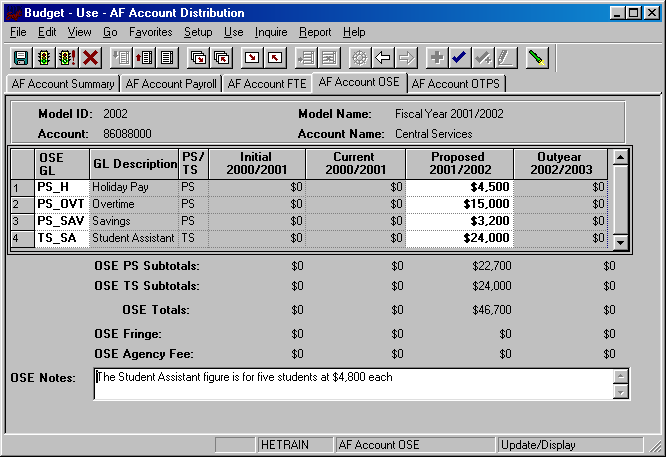 Budget - Use - AF Account Distribution
File Edit View Go Favorites Setup Use Inquire Report Help
AF Account Summary AF Account Payroll AF Account FTE AF Account OSE AF Account OTPS
Model ID: 2002 Model Name: Fiscal Year 2001/2002
Account: 86088000 Account Name: Central Services
OSE GL GL Description PS/TS Initial 2000/2001 Current 2000/2001 Proposed 2001/2002 Outyear 2002/2003
1 PS_H Holiday Pay PS $0 $0 $4,500 $0
2 PS_OVT Overtime PS $0 $0 $15,000 $0
3 PS_SAV Savings PS $0 $0 $3,200 $0
4 TS_SA Student Assistant TS $0 $0 $24,000 $0
OSE PS Subtotals: $0 $0 $22,700 $0
OSE TS Subtotals: $0 $0 $24,000 $0
OSE Totals: $0 $0 $46,700 $0
OSE Fringe: $0 $0 $0 $0
OSE Agency Fee: $0 $0 $0 $0
OSE Notes: The Student Assistant figure is for five students at $4,800 each
HETRAIN AF Account OSE Update/Display